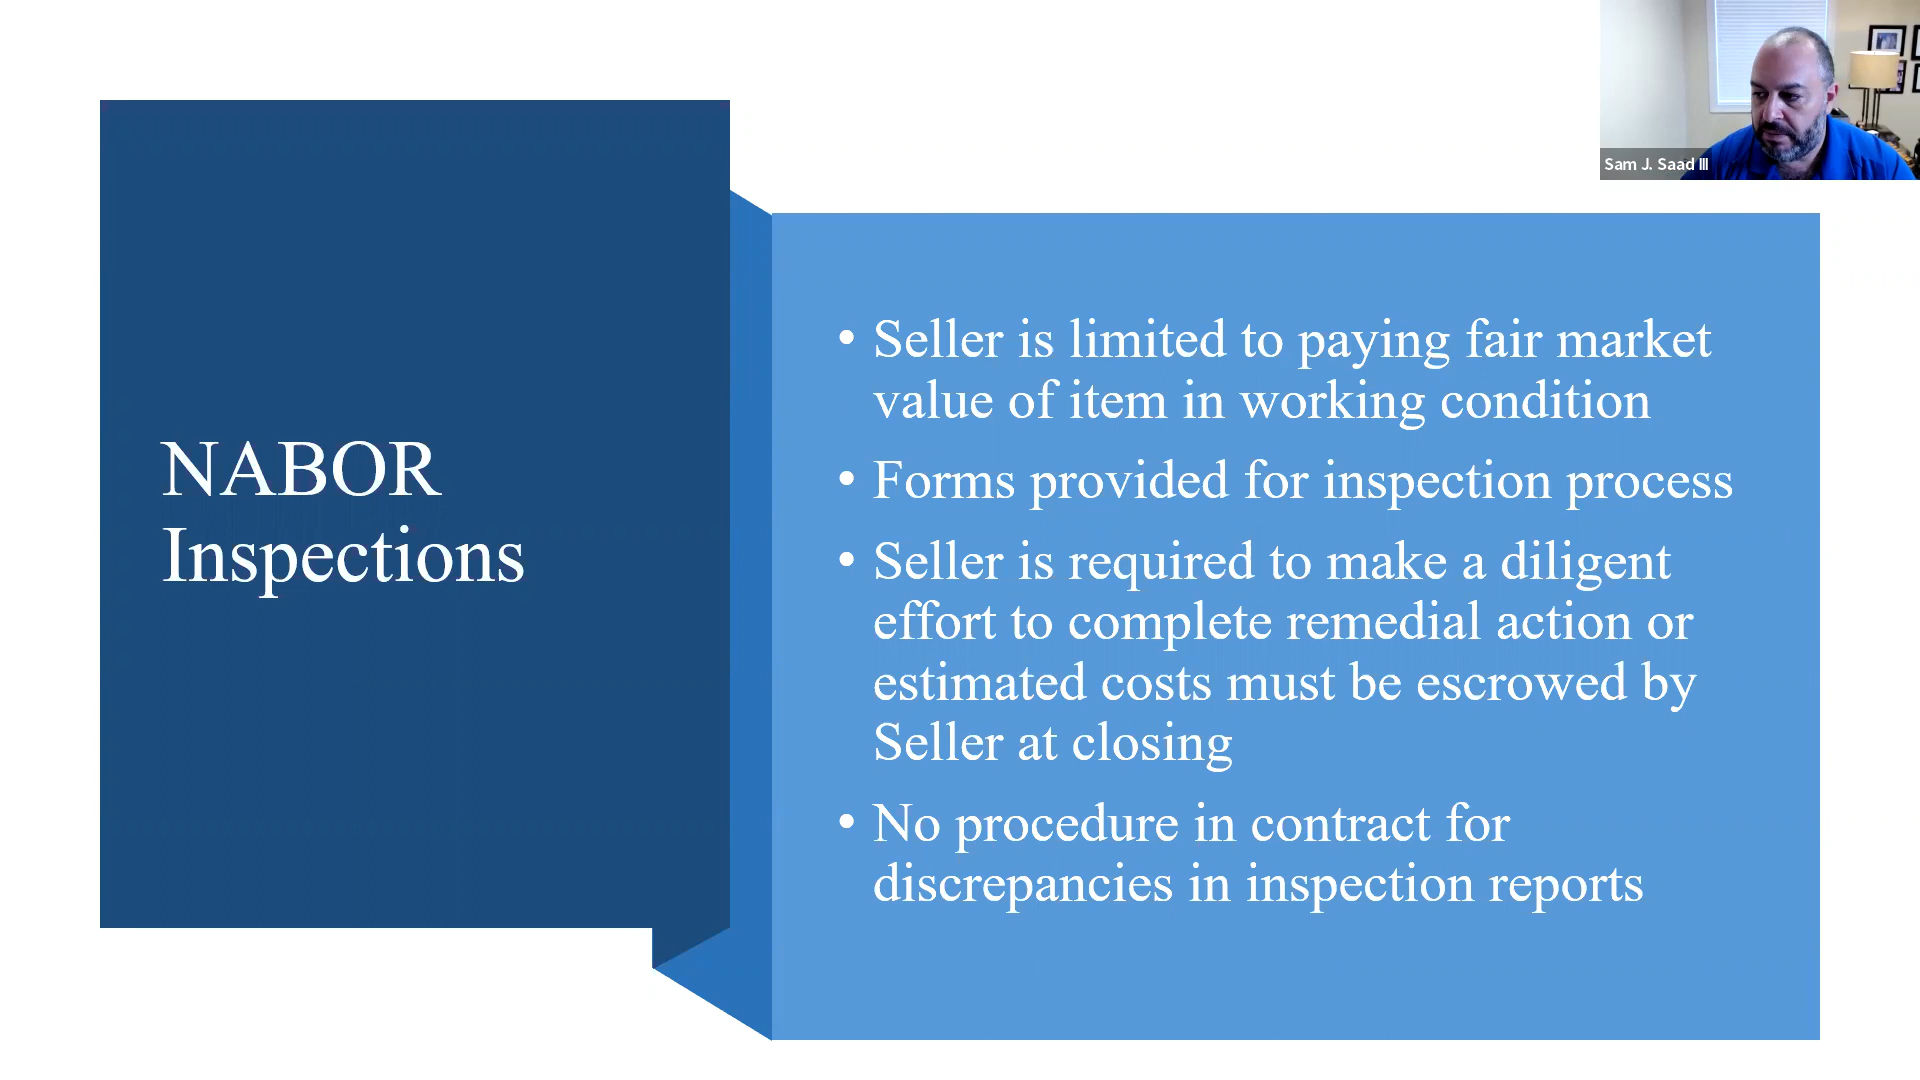 Sam J. Saad III
NABOR
Inspections
• Seller is limited to paying fair market
value of item in working condition
• Forms provided for inspection process
• Seller is required to make a diligent
effort to complete remedial action or
estimated costs must be escrowed by
Seller at closing
• No procedure in contract for
discrepancies in inspection reports